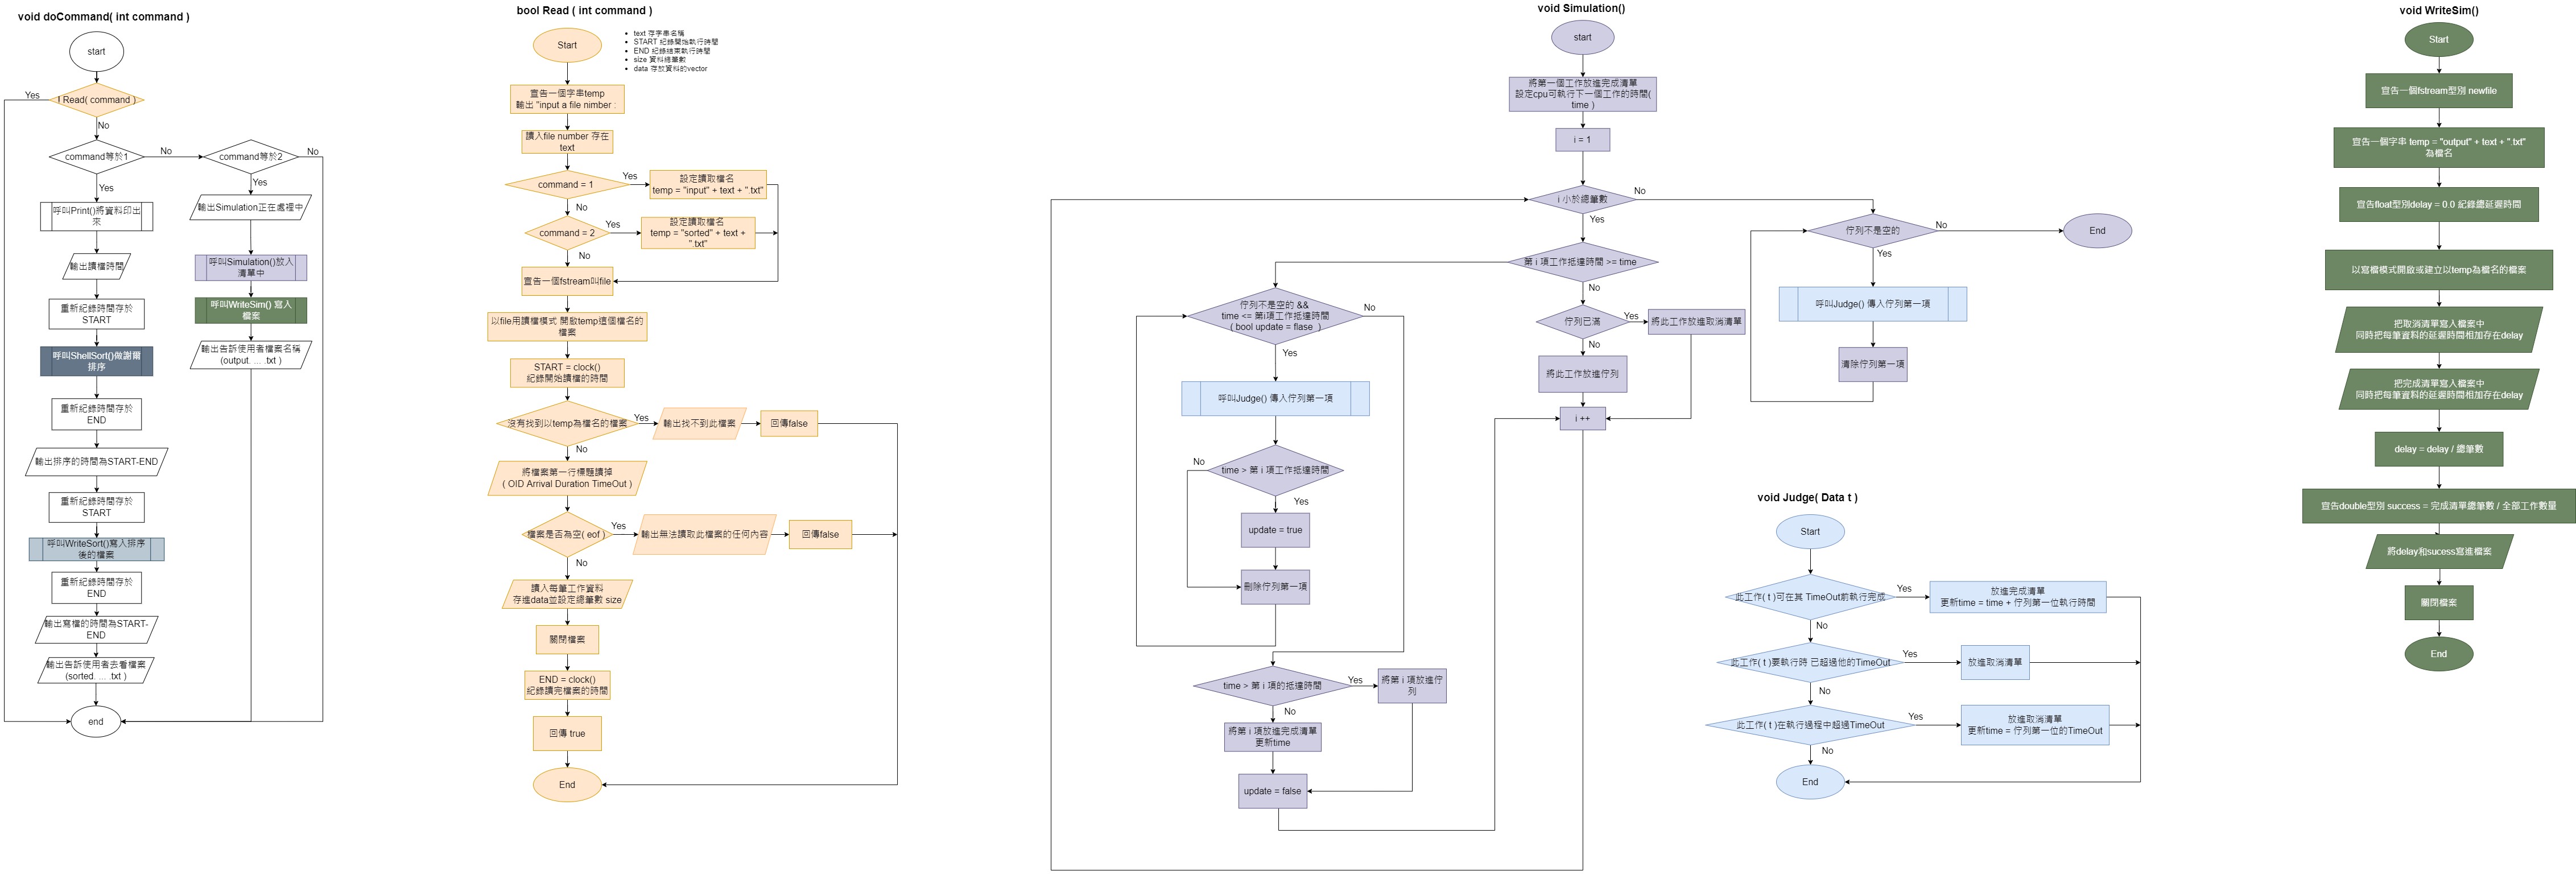 void doCommand( int command )
start
! Read( command )
Yes
No
command等於1
No
command等於2
No
Yes
Yes
呼叫Print()將資料印出
來
輸出Simulation正在處理中
輸出讀檔時間
呼叫Simulation()放入
清單中
重新紀錄時間存於
START
呼叫WriteSim() 寫入
檔案
呼叫ShellSort()做謝爾
排序
輸出告訴使用者檔案名稱
(output. ... .txt )
重新紀錄時間存於
END
輸出排序的時間為START-END
重新紀錄時間存於
START
呼叫WriteSort()寫入排序
後的檔案
重新紀錄時間存於
END
輸出寫檔的時間為START-
END
輸出告訴使用者去看檔案
(sorted. ... .txt )
end
bool Read ( int command )
Start
text 存字串名稱
START 紀錄開始執行時間
END 紀錄結束執行時間
size 資料總筆數
data 存放資料的vector
宣告一個字串temp
輸出 "input a file nimber :
讀入file number 存在
text
command = 1
Yes
設定讀取檔名
temp = "input" + text + ".txt"
No
command = 2
Yes
設定讀取檔名
temp = "sorted" + text +
".txt"
No
宣告一個fstream叫file
以file用讀檔模式 開啟temp這個檔名的
檔案
START = clock()
紀錄開始讀檔的時間
沒有找到以temp為檔名的檔案
Yes
輸出找不到此檔案
回傳false
No
將檔案第一行標題讀掉
( OID Arrival Duration TimeOut )
檔案是否為空( eof )
Yes
輸出無法讀取此檔案的任何內容
回傳false
No
讀入每筆工作資料
存進data並設定總筆數 size
關閉檔案
END = clock()
紀錄讀完檔案的時間
回傳 true
End
void Simulation()
start
將第一個工作放進完成清單
設定cpu可執行下一個工作的時間(
time )
i = 1
i 小於總筆數
No
Yes
佇列不是空的
No
End
Yes
呼叫Judge() 傳入佇列第一項
清除佇列第一項
第 i 項工作抵達時間 >= time
No
佇列已滿
Yes
將此工作放進取消清單
No
將此工作放進佇列
i ++
佇列不是空的 &&
time <= 第i項工作抵達時間
( bool update = flase )
No
Yes
呼叫Judge() 傳入佇列第一項
time > 第 i 項工作抵達時間
No
Yes
update = true
刪除佇列第一項
time > 第 i 項的抵達時間
Yes
將第 i 項放進佇
列
No
將第 i 項放進完成清單
更新time
update = false
void Judge( Data t )
Start
此工作( t )可在其 TimeOut前執行完成
Yes
放進完成清單
更新time = time + 佇列第一位執行時間
No
此工作( t )要執行時 已超過他的TimeOut
Yes
放進取消清單
No
此工作( t )在執行過程中超過TimeOut
Yes
放進取消清單
更新time = 佇列第一位的TimeOut
No
End
void WriteSim()
Start
宣告一個fstream型別 newfile
宣告一個字串 temp = "output" + text + ".txt"
為檔名
宣告float型別delay = 0.0 紀錄總延遲時間
以寫檔模式開啟或建立以temp為檔名的檔案
把取消清單寫入檔案中
同時把每筆資料的延遲時間相加存在delay
把完成清單寫入檔案中
同時把每筆資料的延遲時間相加存在delay
delay = delay / 總筆數
宣告double型別 success = 完成清單總筆數 / 全部工作數量
將delay和sucess寫進檔案
關閉檔案
End